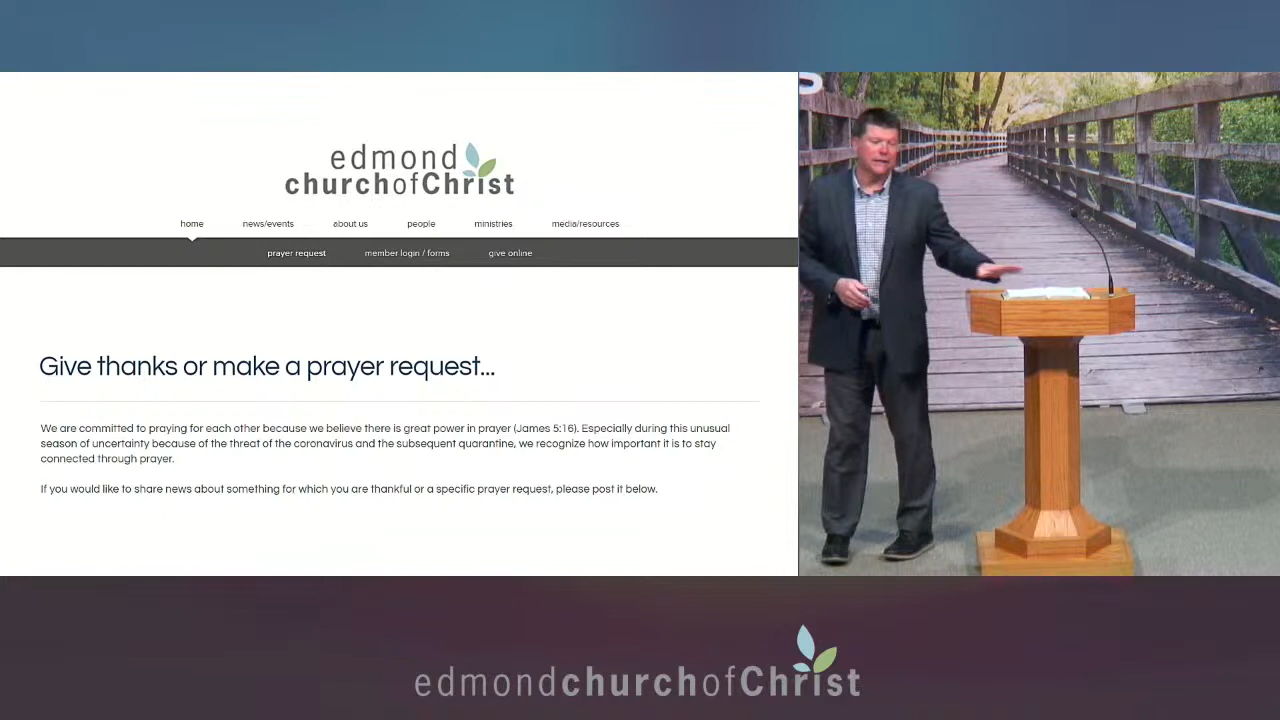 edmond
churchofChrist
home news/events about us people ministries media/resources
prayer request member login / forms give online
Give thanks or make a prayer request...
We are committed to praying for each other because we believe there is great power in prayer (James 5:16). Especially during this unusual
season of uncertainty because of the threat of the coronavirus and the subsequent quarantine, we recognize how important it is to stay
connected through prayer.
If you would like to share news about something for which you are thankful or a specific prayer request, please post it below.
edmondchurchofChrist